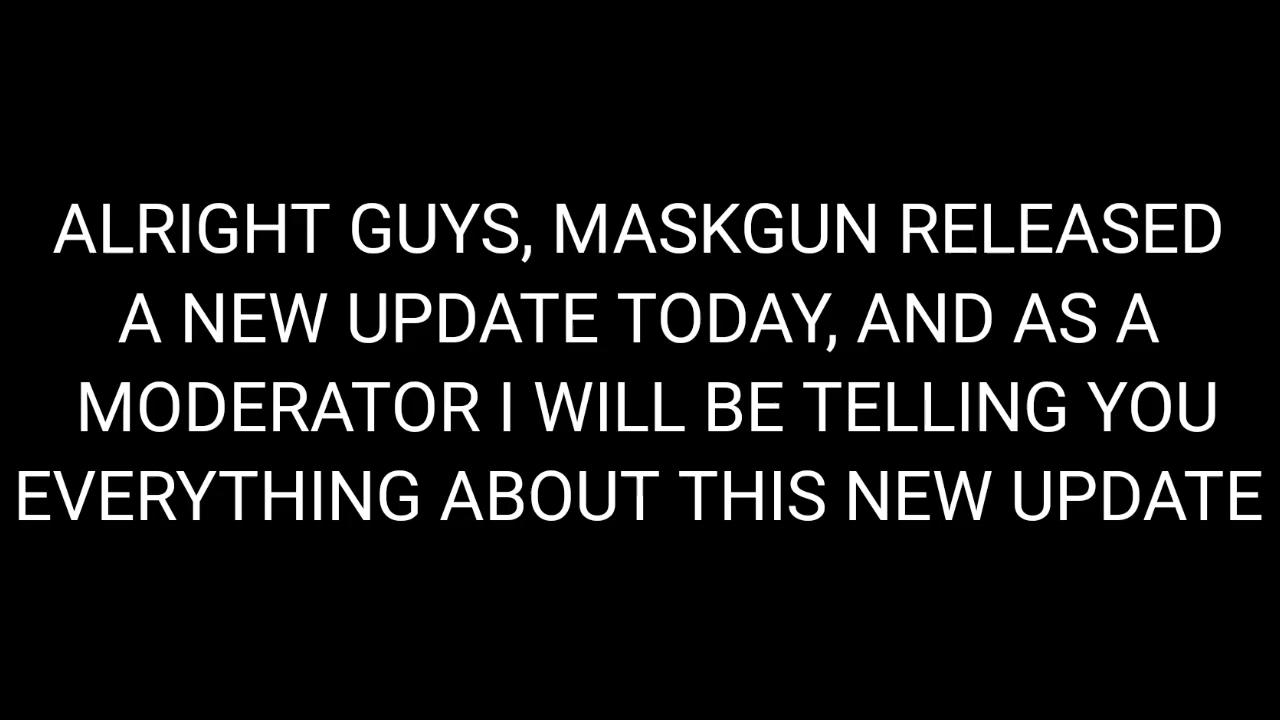 ALRIGHT GUYS, MASKGUN RELEASED
A NEW UPDATE TODAY, AND AS A
MODERATOR I WILL BE TELLING YOU
EVERYTHING ABOUT THIS NEW UPDATE